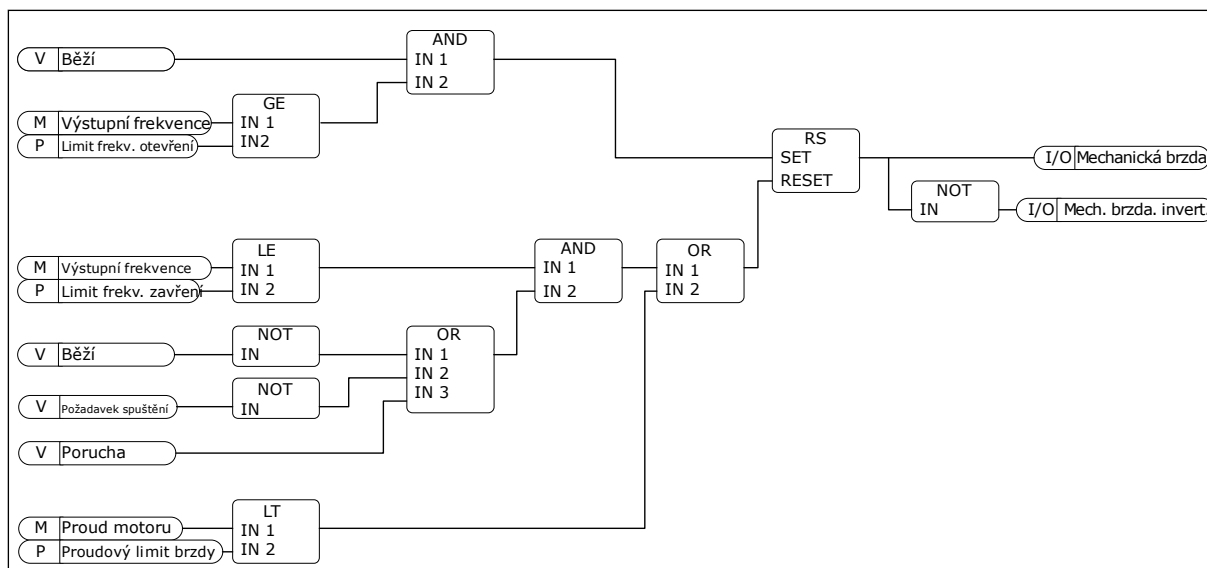 AND
V Běží
IN 1
IN 2
GE
M Výstupní frekvence
IN 1
P Limit frekv. otevření
IN2
RS
SET
RESET
I/O Mechanická brzda
NOT
IN
I/O Mech. brzda. invert.
LE
M Výstupní frekvence
IN 1
P Limit frekv. zavření
IN 2
AND
IN 1
IN 2
OR
IN 1
IN 2
V Běží
NOT
IN
OR
IN 1
IN 2
IN 3
V Požadavek spuštění
NOT
IN
V Porucha
LT
M Proud motoru
IN 1
P Proudový limit brzdy
IN 2